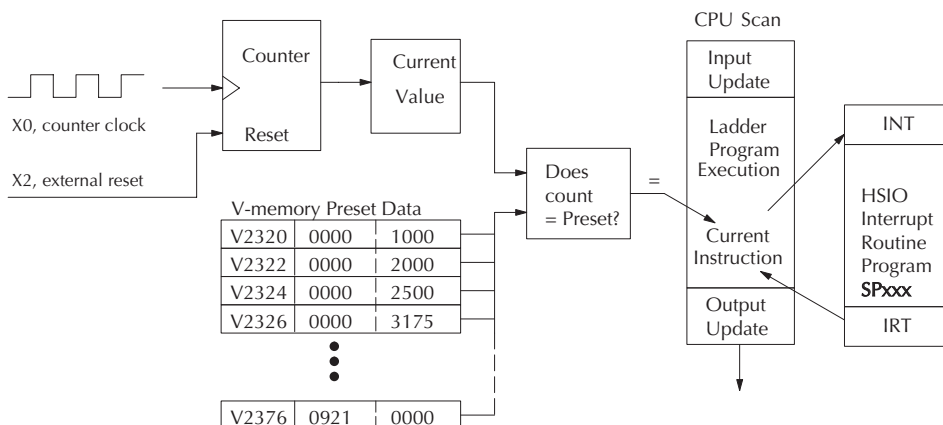 CPU Scan
Counter
Reset
Current
Value
Input
Update
X0, counter clock
X2, external reset
Ladder
Program
Execution
INT
Does
count
= Preset?
=
Current
Instruction
HSIO
Interrupt
Routine
Program
SPxxx
V-memory Preset Data
V2320 0000 1000
V2322 0000 2000
V2324 0000 2500
V2326 0000 3175
V2376 0921 0000
Output
Update
IRT